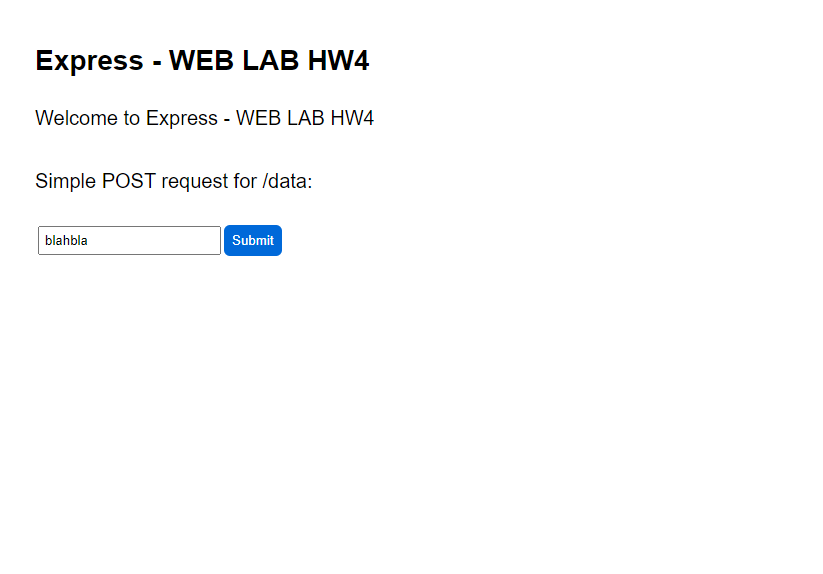 Express - WEB LAB HW4
Welcome to Express - WEB LAB HW4
Simple POST request for /data:
blahbla Submit